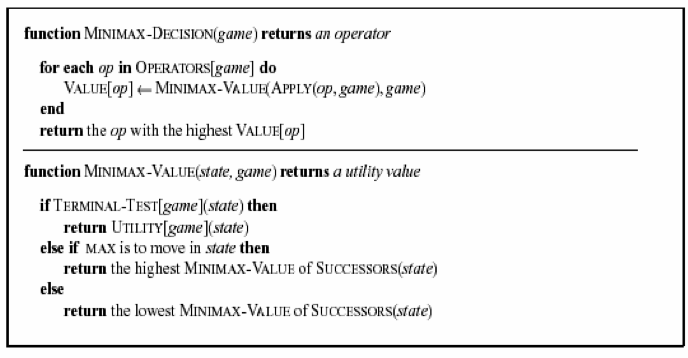 function MINIMAX-DECISION(game) returns an operator
for each op in OPERATORS[game] do
VALUE[op] ← MINIMAX-VALUE(APPLY(op, game), game)
end
return the op with the highest VALUE[op]
function MINIMAX-VALUE(state, game) returns a utility value
if TERMINAL-TEST[game](state) then
return UTILITY[game](state)
else if MAX is to move in state then
return the highest MINIMAX-VALUE of SUCCESSORS(state)
else
return the lowest MINIMAX-VALUE of SUCCESSORS(state)